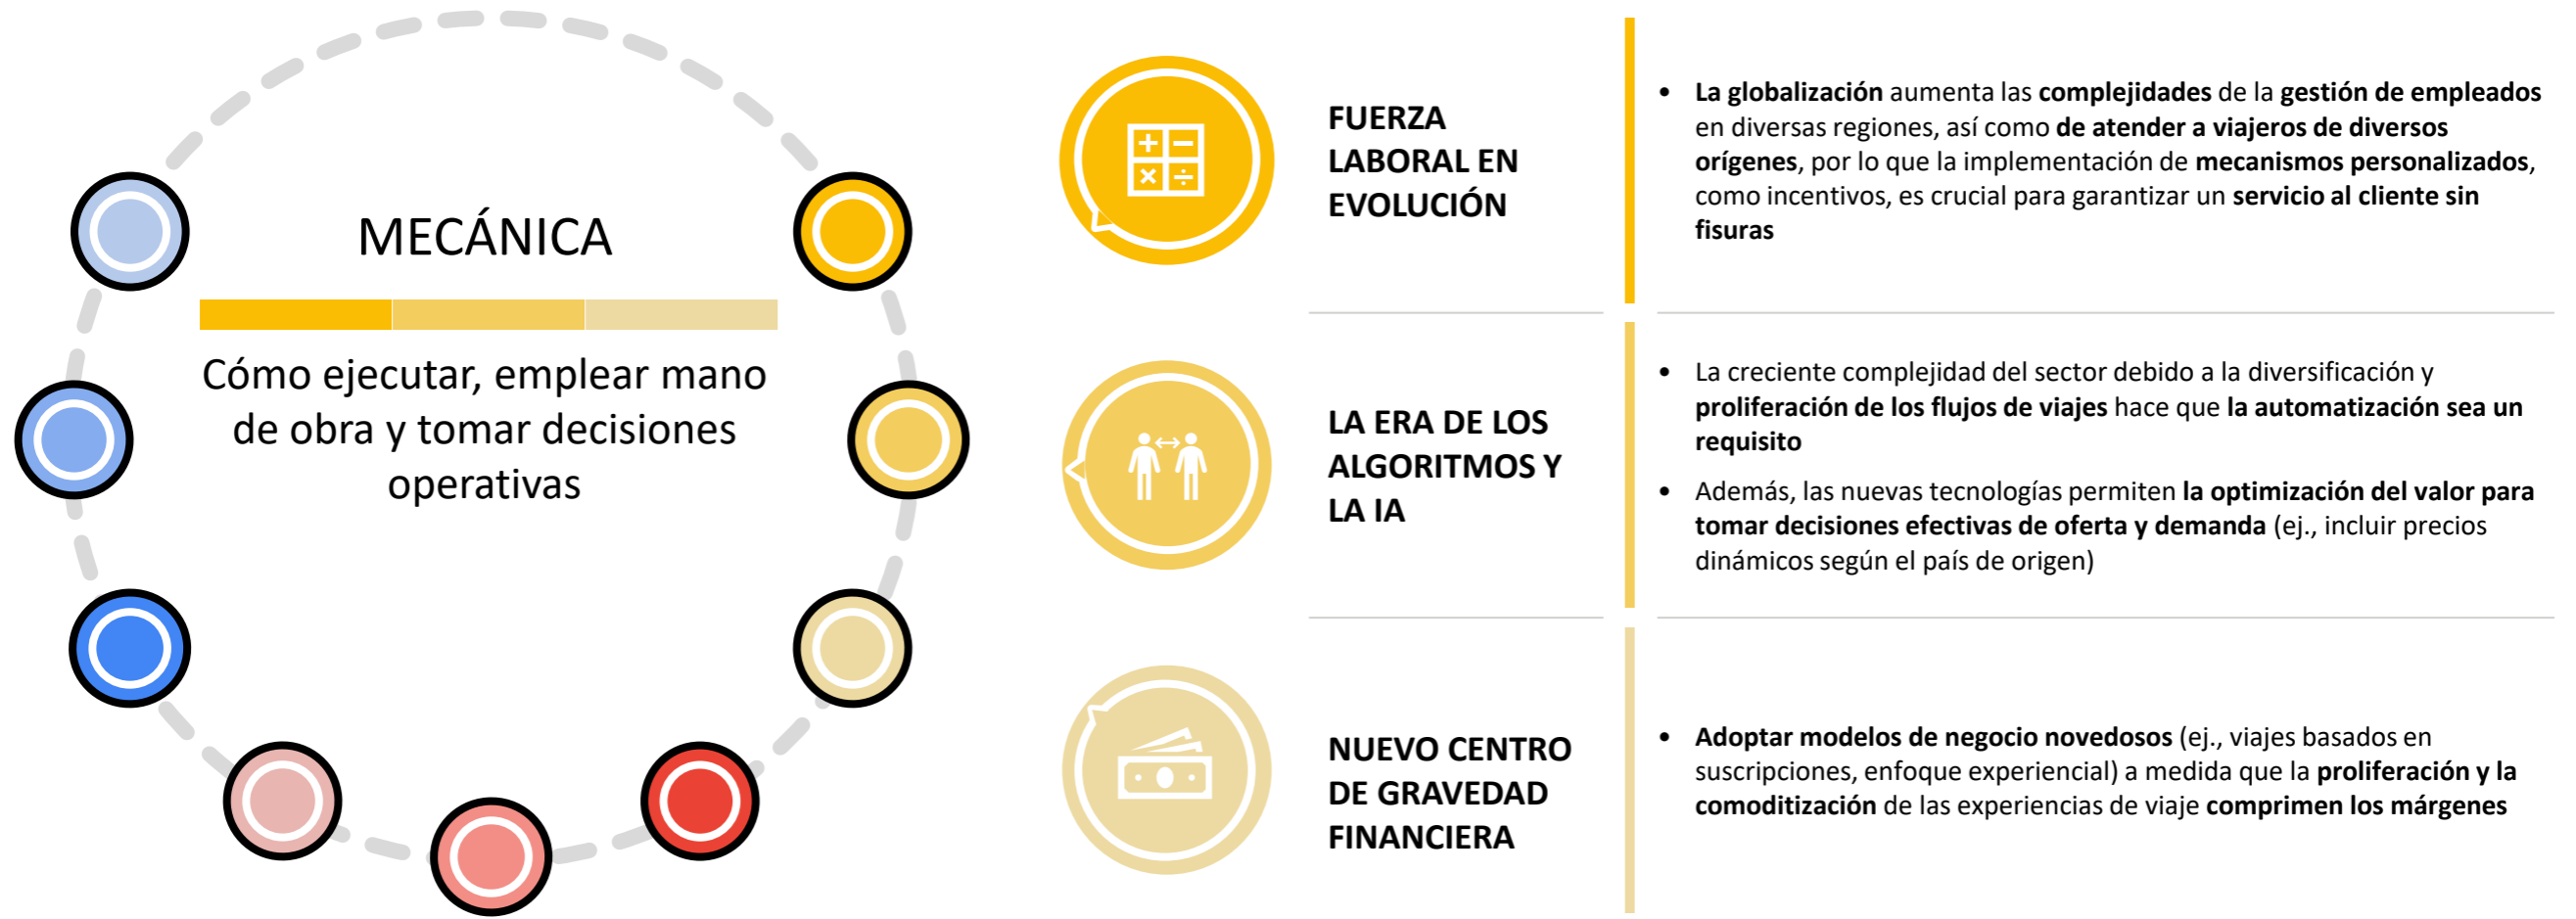 MECÁNICA
Cómo ejecutar, emplear mano
de obra y tomar decisiones
operativas
FUERZA
LABORAL EN
EVOLUCIÓN
• La globalización aumenta las complejidades de la gestión de empleados
en diversas regiones, así como de atender a viajeros de diversos
orígenes, por lo que la implementación de mecanismos personalizados,
como incentivos, es crucial para garantizar un servicio al cliente sin
fisuras
LA ERA DE LOS
ALGORITMOS Y
LA IA
• La creciente complejidad del sector debido a la diversificación y
proliferación de los flujos de viajes hace que la automatización sea un
requisito
• Además, las nuevas tecnologías permiten la optimización del valor para
tomar decisiones efectivas de oferta y demanda (ej., incluir precios
dinámicos según el país de origen)
NUEVO CENTRO
DE GRAVEDAD
FINANCIERA
• Adoptar modelos de negocio novedosos (ej., viajes basados en
suscripciones, enfoque experiencial) a medida que la proliferación y la
comoditización de las experiencias de viaje comprimen los márgenes